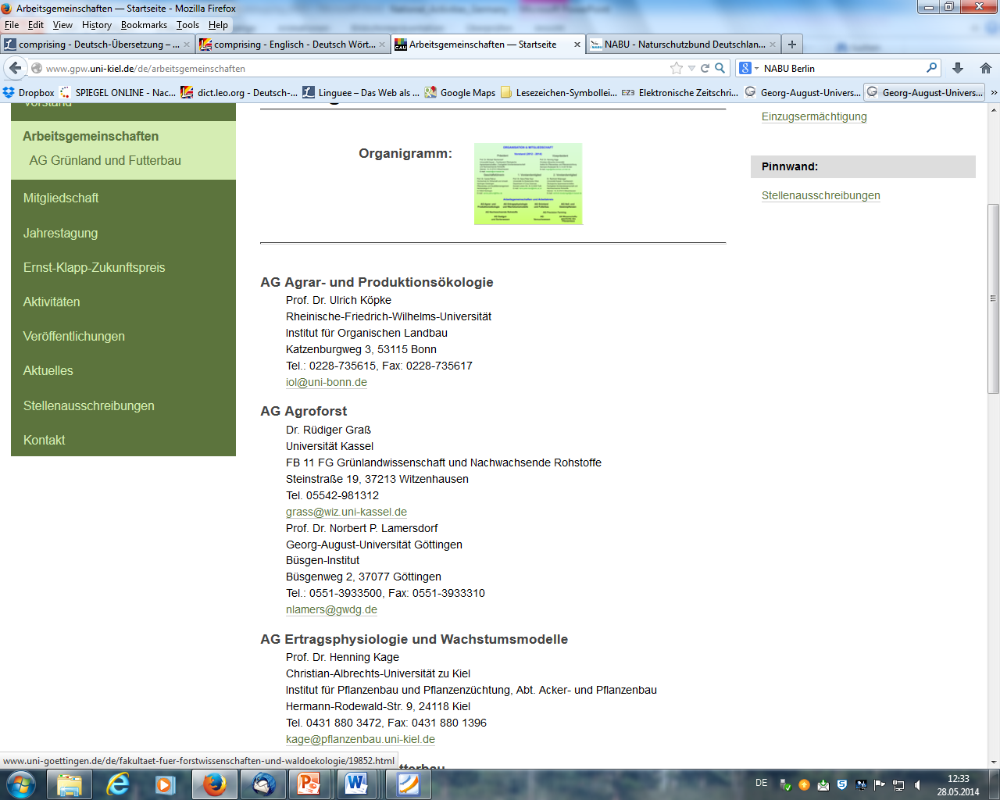 Arbeitsgemeinschaften — Startseite - Mozilla Firefox
File Edit View History Bookmarks Tools Help
comprising - Deutsch-Übersetzung – ...
comprising - Englisch - Deutsch Wört...
Arbeitsgemeinschaften — Startseite
NABU - Naturschutzbund Deutschlan...
www.gpw.uni-kiel.de/de/arbeitsgemeinschaften
NABU Berlin
Dropbox SPIEGEL ONLINE - Nac... dict.leo.org - Deutsch-... Linguee – Das Web als ... Google Maps Lesezeichen-Symbollei... EZB Elektronische Zeitschri... Georg-August-Univers... Georg-August-Univers... »
Vorstand
Arbeitsgemeinschaften
AG Grünland und Futterbau
Mitgliedschaft
Jahrestagung
Ernst-Klapp-Zukunftspreis
Aktivitäten
Veröffentlichungen
Aktuelles
Stellenausschreibungen
Kontakt
Organigramm:
ORGANISATION & MITGLIEDSCHAFT
AG Agrar- und Produktionsökologie
Prof. Dr. Ulrich Köpke
Rheinische-Friedrich-Wilhelms-Universität
Institut für Organischen Landbau
Katzenburgweg 3, 53115 Bonn
Tel.: 0228-735615, Fax: 0228-735617
iol@uni-bonn.de
AG Agroforst
Dr. Rüdiger Graß
Universität Kassel
FB 11 FG Grünlandwissenschaft und Nachwachsende Rohstoffe
Steinstraße 19, 37213 Witzenhausen
Tel. 05542-981312
grass@wiz.uni-kassel.de
Prof. Dr. Norbert P. Lamersdorf
Georg-August-Universität Göttingen
Büsgen-Institut
Büsgenweg 2, 37077 Göttingen
Tel.: 0551-3933500, Fax: 0551-3933310
nlamers@gwdg.de
AG Ertragsphysiologie und Wachstumsmodelle
Prof. Dr. Henning Kage
Christian-Albrechts-Universität zu Kiel
Institut für Pflanzenbau und Pflanzenzüchtung, Abt. Acker- und Pflanzenbau
Hermann-Rodewald-Str. 9, 24118 Kiel
Tel. 0431 880 3472, Fax: 0431 880 1396
kage@pflanzenbau.uni-kiel.de
tterbau
Einzugsermächtigung
Pinnwand:
Stellenausschreibungen
www.uni-goettingen.de/de/fakultaet-fuer-forstwissenschaften-und-waldoekologie/19852.html
DE
12:33
28.05.2014